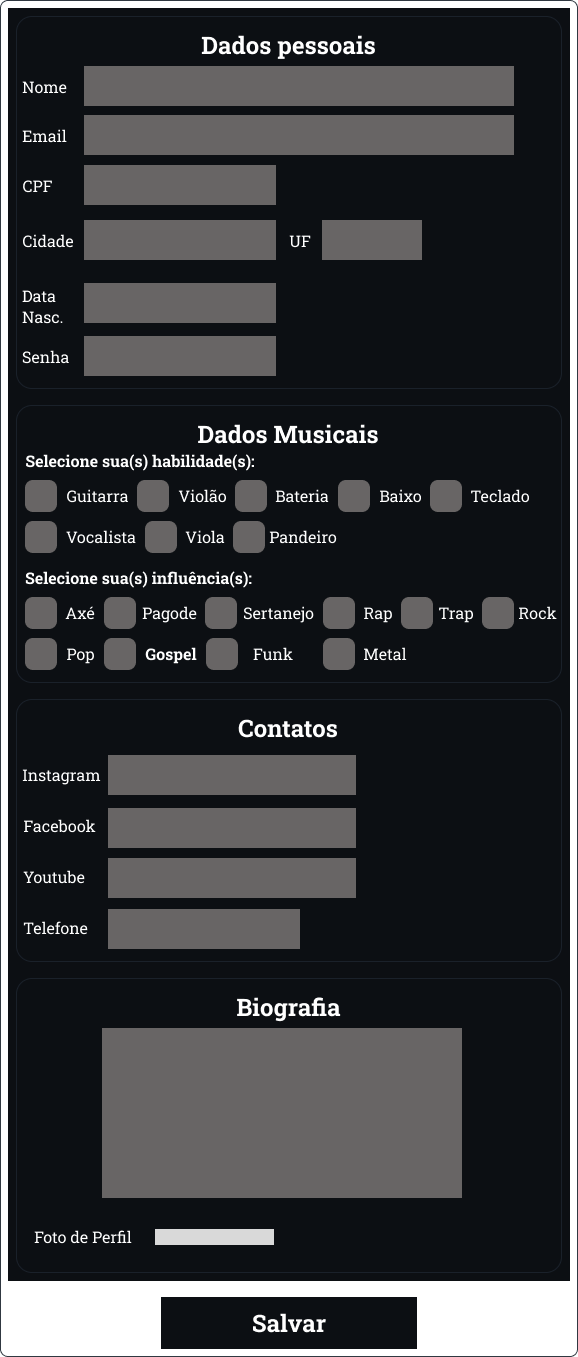 Dados pessoais
Nome
Email
CPF
Cidade UF
Data
Nasc.
Senha
Dados Musicais
Selecione sua(s) habilidade(s):
Guitarra Violão Bateria Baixo Teclado
Vocalista Viola Pandeiro
Selecione sua(s) influência(s):
Axé Pagode Sertanejo Rap Trap Rock
Pop Gospel Funk Metal
Contatos
Instagram
Facebook
Youtube
Telefone
Biografia
Foto de Perfil
Salvar